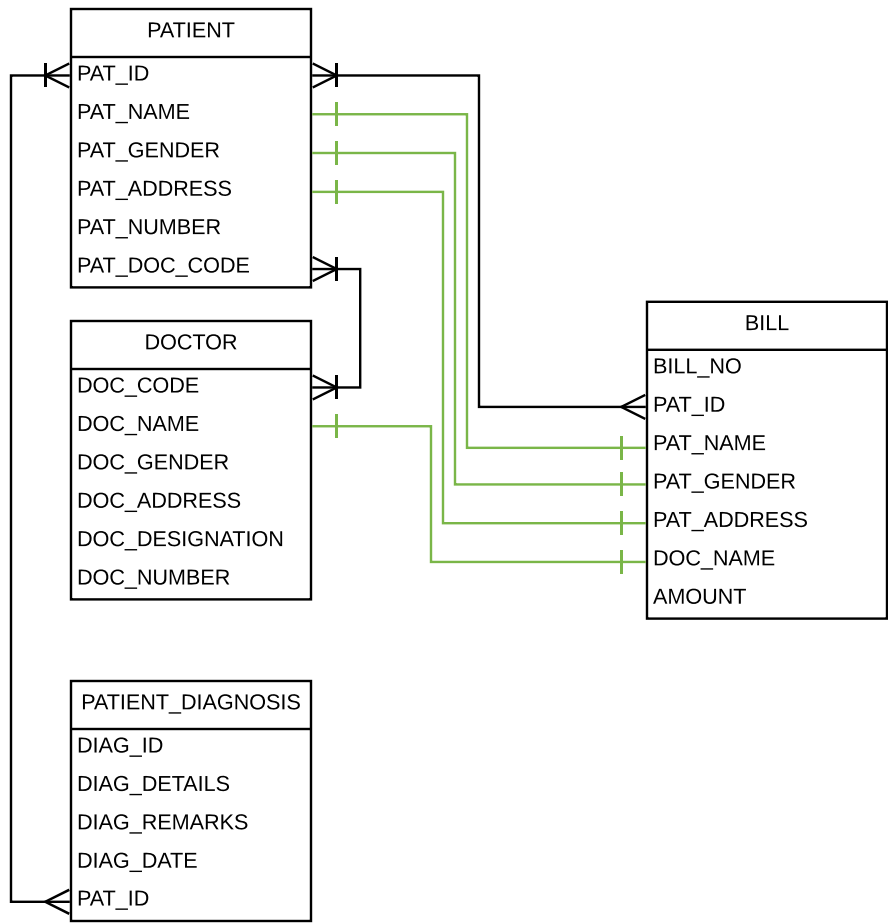 PATIENT
PAT_ID
PAT_NAME
PAT_GENDER
PAT_ADDRESS
PAT_NUMBER
PAT_DOC_CODE
DOCTOR
DOC_CODE
DOC_NAME
DOC_GENDER
DOC_ADDRESS
DOC_DESIGNATION
DOC_NUMBER
BILL
BILL_NO
PAT_ID
PAT_NAME
PAT_GENDER
PAT_ADDRESS
DOC_NAME
AMOUNT
PATIENT_DIAGNOSIS
DIAG_ID
DIAG_DETAILS
DIAG_REMARKS
DIAG_DATE
PAT_ID